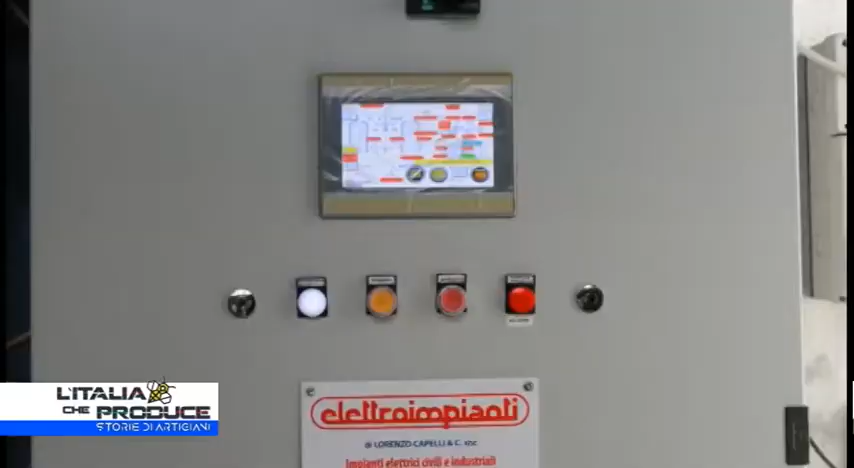 L'ITALIA
CHE PRODUCE
STORIE DI ARTIGIANI
elettroimpianti
di LORENZO CAPELLI & C. snc
Impianti elettrici civili e industriali